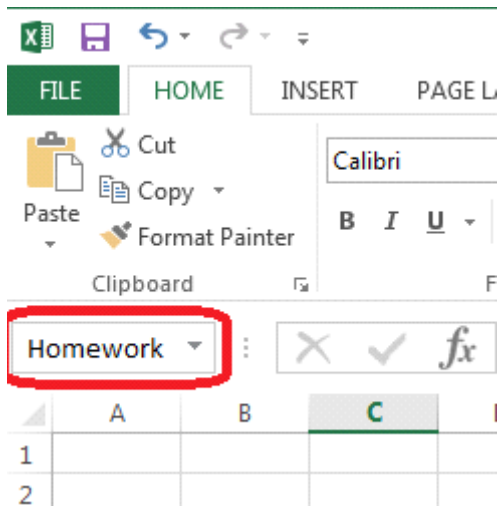 FILE HOME INSERT PAGE LA
Cut
Copy
Paste
Format Painter
Calibri
B I U
Clipboard
F
Homework
fx
A B C
1
2